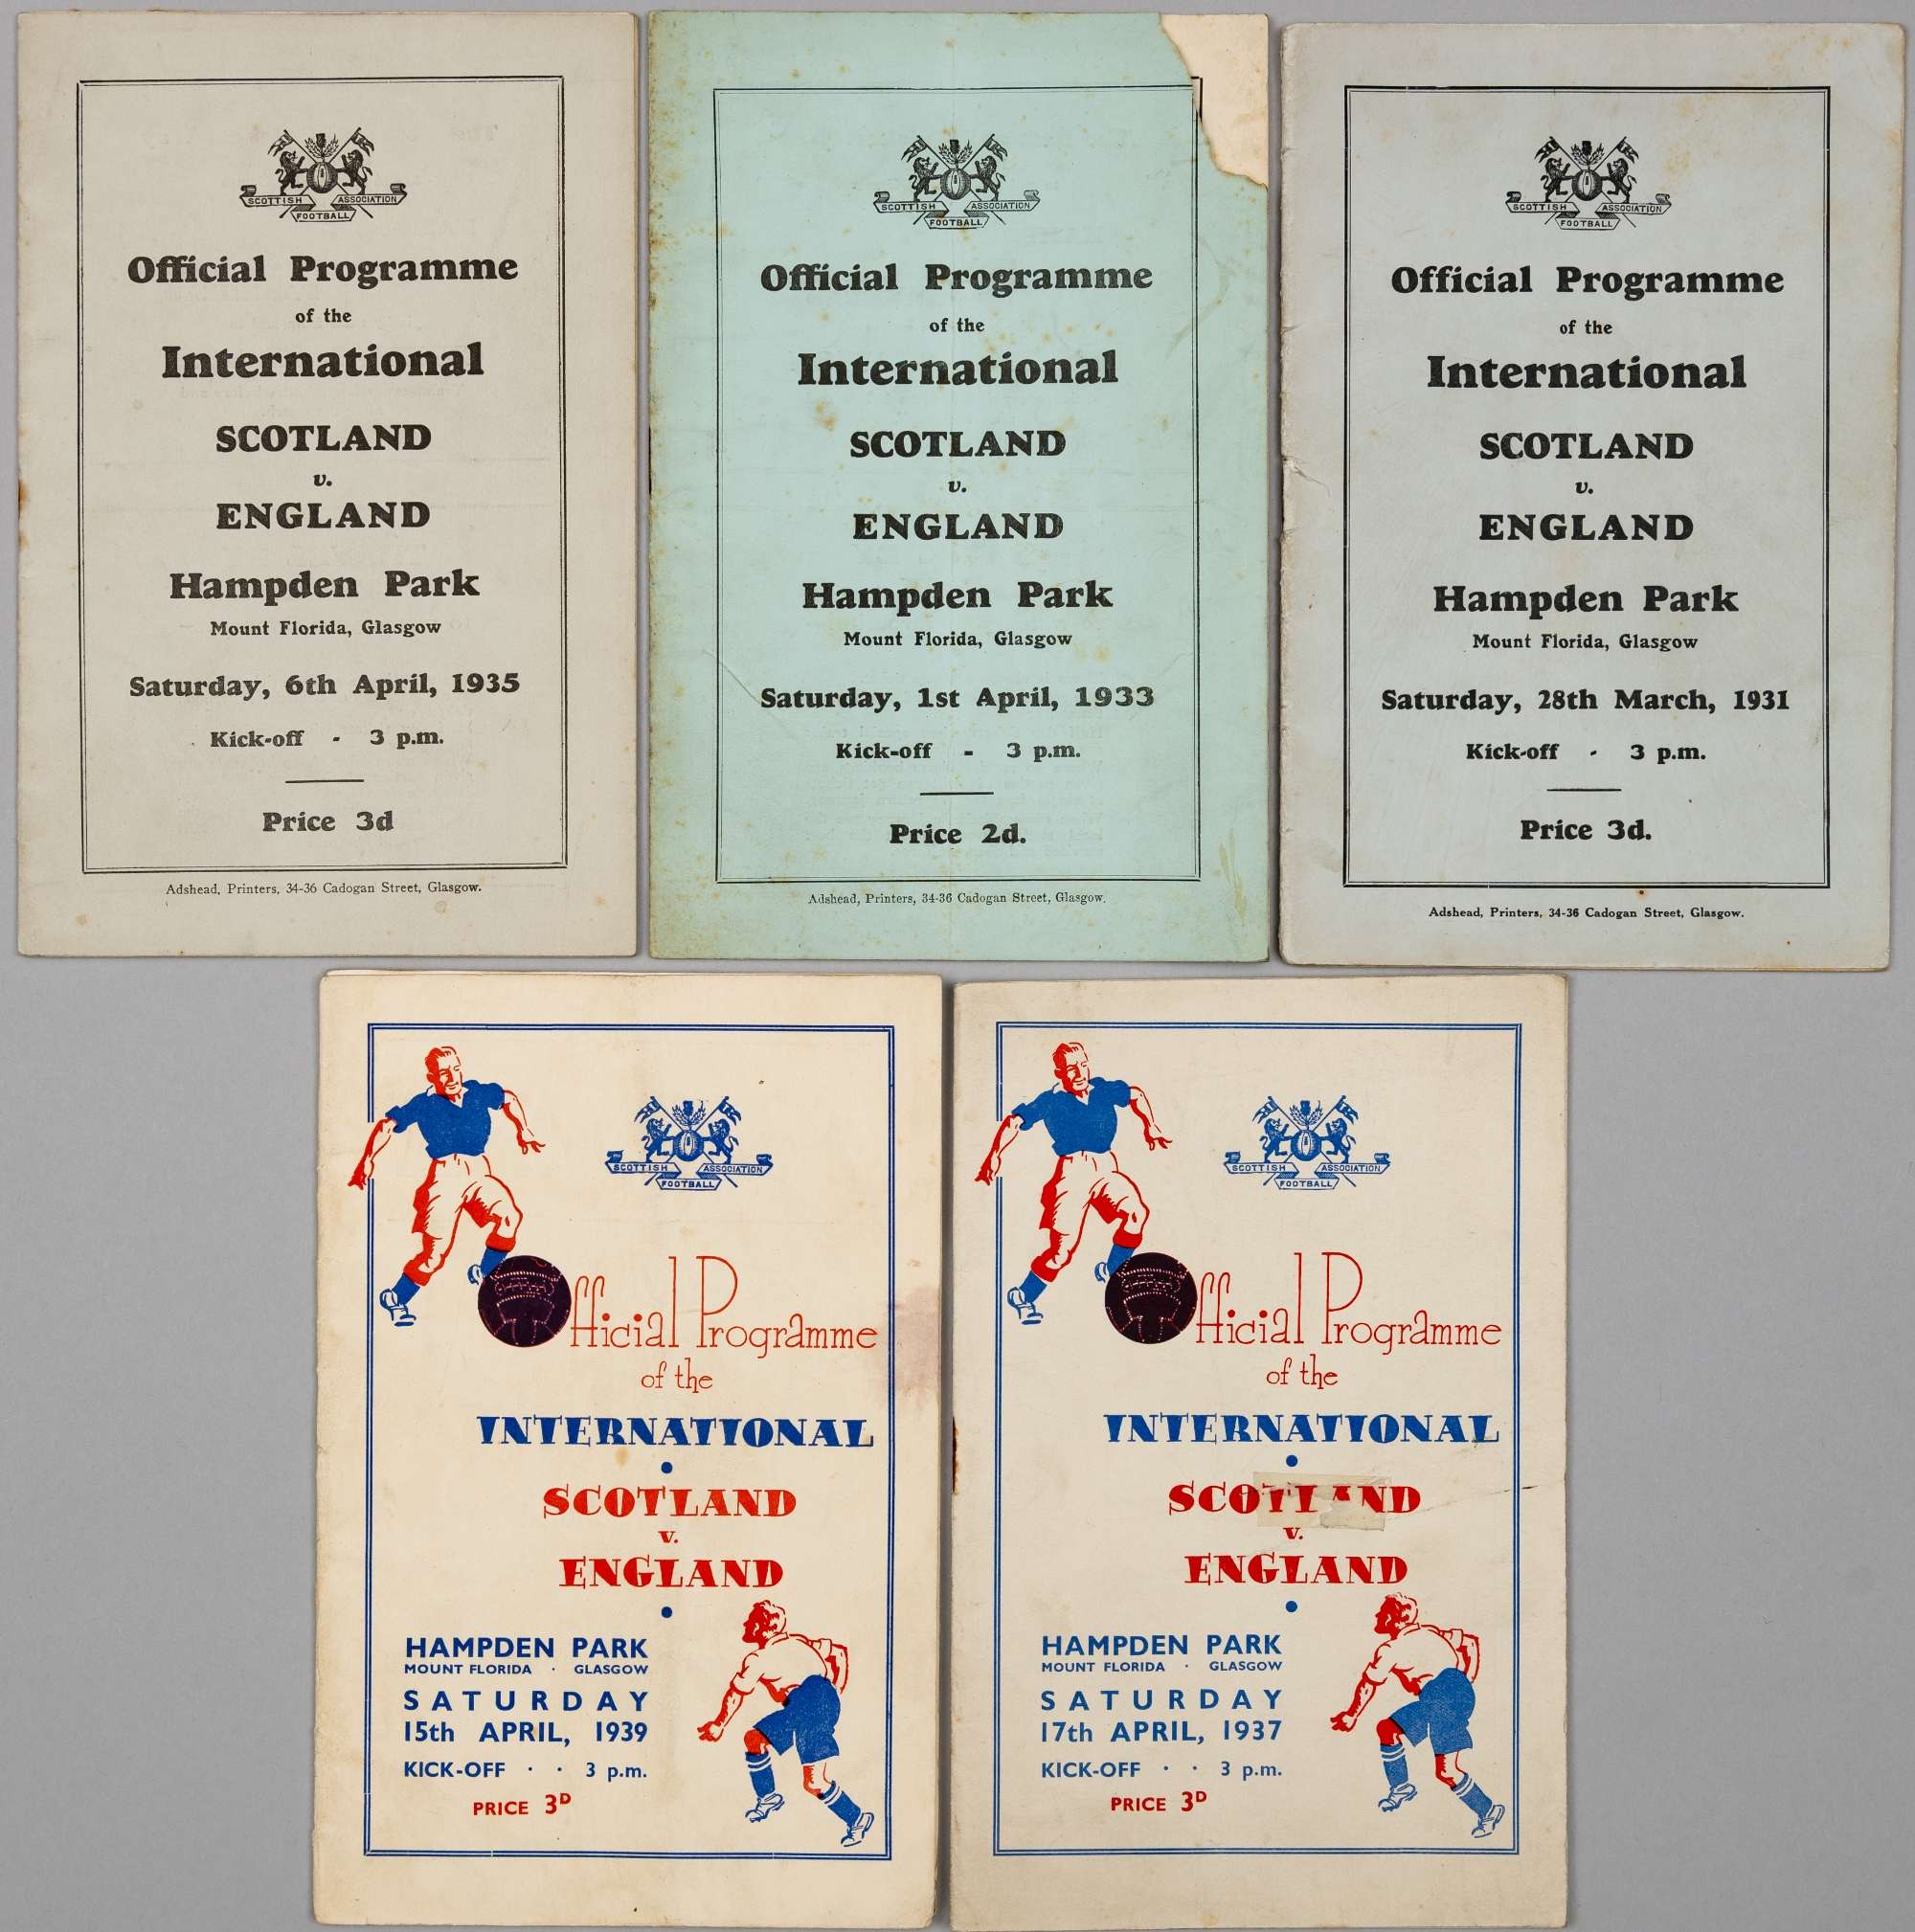 SCOTTISH ASSOCIATION
FOOTBALL
Official Programme
of the
International
SCOTLAND
v.
ENGLAND
Hampden Park
Mount Florida, Glasgow
Saturday, 6th April, 1935
Kick-off - 3 p.m.
Price 3d
Adshead, Printers, 34-36 Cadogan Street, Glasgow.
SCOTTISH ASSOCIATION
FOOTBALL
Official Programme
of the
International
SCOTLAND
v.
ENGLAND
Hampden Park
Mount Florida, Glasgow
Saturday, 1st April, 1933
Kick-off - 3 p.m.
Price 2d.
Adshead, Printers, 34-36 Cadogan Street, Glasgow.
SCOTTISH ASSOCIATION
FOOTBALL
Official Programme
of the
International
SCOTLAND
v.
ENGLAND
Hampden Park
Mount Florida, Glasgow
Saturday, 28th March, 1931
Kick-off - 3 p.m.
Price 3d.
Adshead, Printers, 34-36 Cadogan Street, Glasgow.
SCOTTISH ASSOCIATION
FOOTBALL
Official Programme
of the
INTERNATIONAL
SCOTLAND
v.
ENGLAND
HAMPDEN PARK
MOUNT FLORIDA · GLASGOW
SATURDAY
15th APRIL, 1939
KICK-OFF · · 3 p.m.
PRICE 3D
SCOTTISH ASSOCIATION
FOOTBALL
Official Programme
of the
INTERNATIONAL
SCOTLAND
v.
ENGLAND
HAMPDEN PARK
MOUNT FLORIDA · GLASGOW
SATURDAY
17th APRIL, 1937
KICK-OFF · · 3 p.m.
PRICE 3D